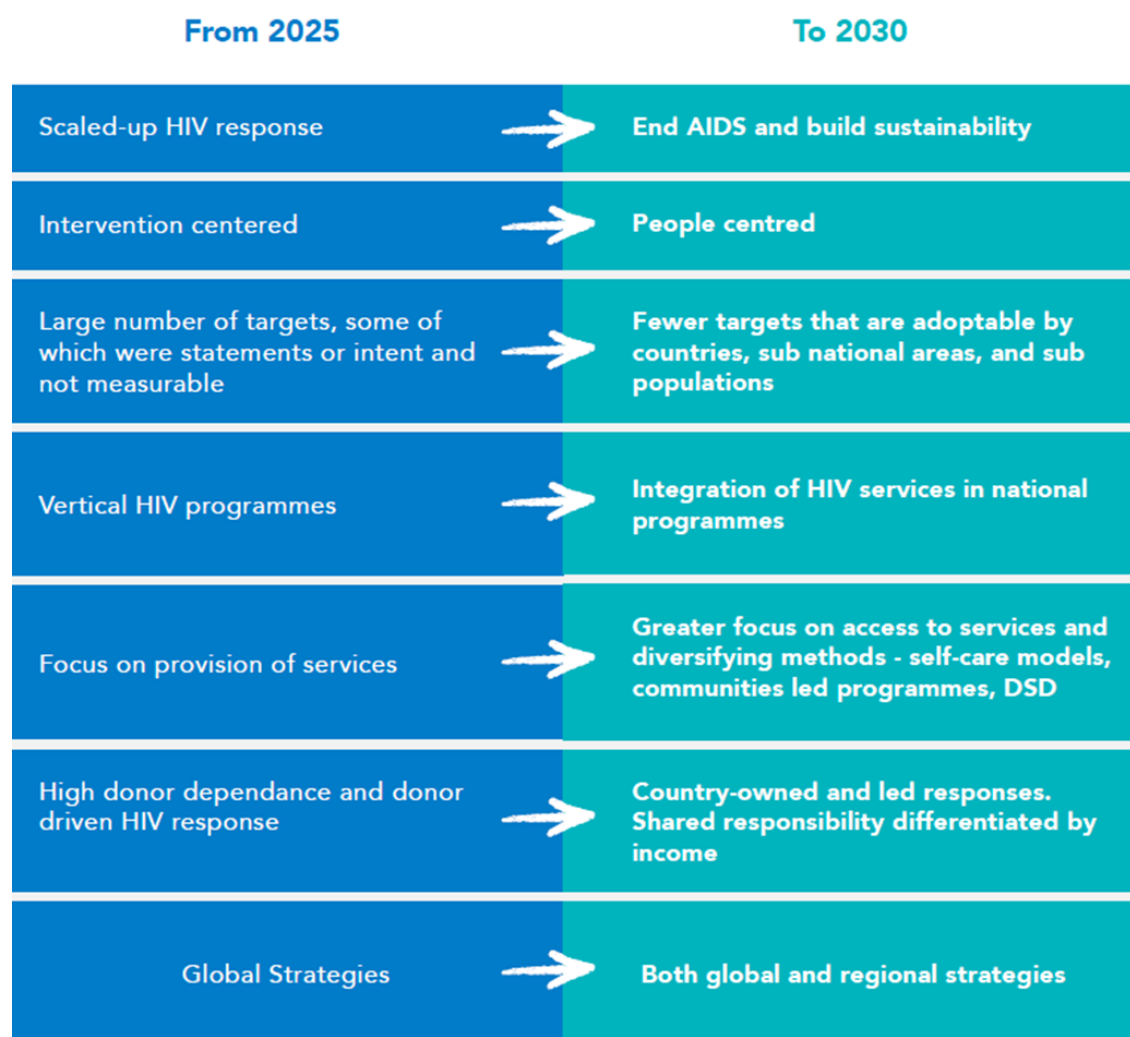 From 2025
To 2030
Scaled-up HIV response
End AIDS and build sustainability
Intervention centered
People centred
Large number of targets, some of
which were statements or intent and
not measurable
Fewer targets that are adoptable by
countries, sub national areas, and sub
populations
Vertical HIV programmes
Integration of HIV services in national
programmes
Focus on provision of services
Greater focus on access to services and
diversifying methods - self-care models,
communities led programmes, DSD
High donor dependance and donor
driven HIV response
Country-owned and led responses.
Shared responsibility differentiated by
income
Global Strategies
Both global and regional strategies